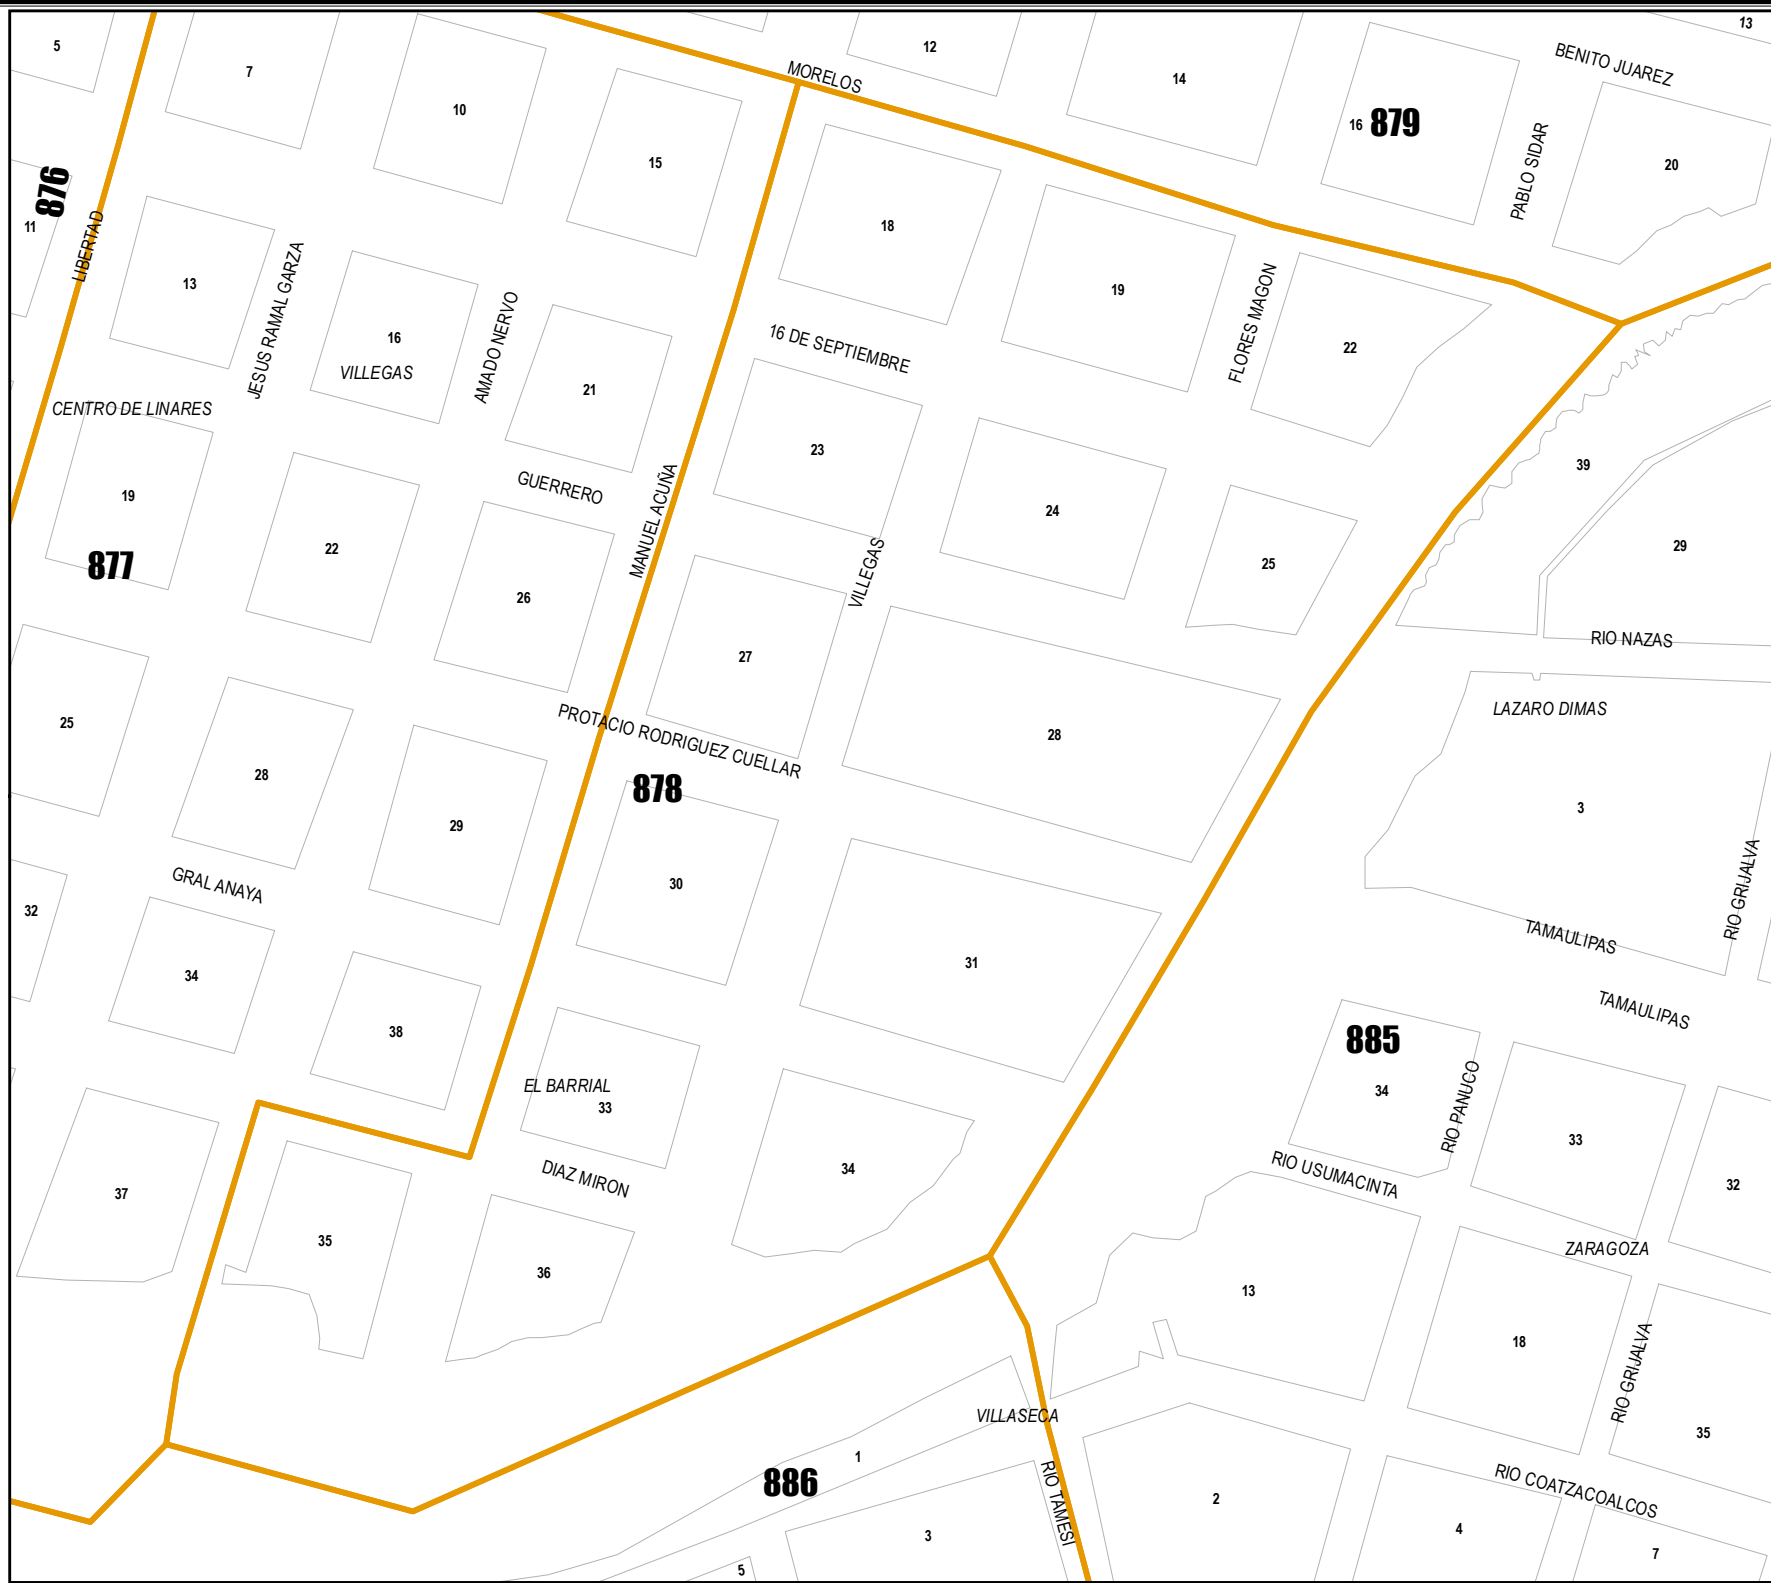 5
7
10
12
14
13
MORELOS
BENITO JUAREZ
15
16
879
PABLO SIDAR
20
876
11
LIBERTAD
13
JESUS RAMAL GARZA
16
VILLEGAS
AMADO NERVO
18
19
FLORES MAGON
22
16 DE SEPTIEMBRE
21
CENTRO DE LINARES
19
877
22
GUERRERO
MANUEL ACUÑA
23
24
39
29
26
VILLEGAS
25
RIO NAZAS
27
25
28
PROTACIO RODRIGUEZ CUELLAR
28
LAZARO DIMAS
878
29
3
GRAL ANAYA
30
RIO GRIJALVA
32
31
TAMAULIPAS
34
38
TAMAULIPAS
885
34
RIO PANUCO
EL BARRIAL
33
33
DIAZ MIRON
34
RIO USUMACINTA
32
37
35
36
ZARAGOZA
13
18
RIO GRIJALVA
VILLASECA
35
1
886
RIO TAMESI
2
RIO COATZACOALCOS
3
4
7
5